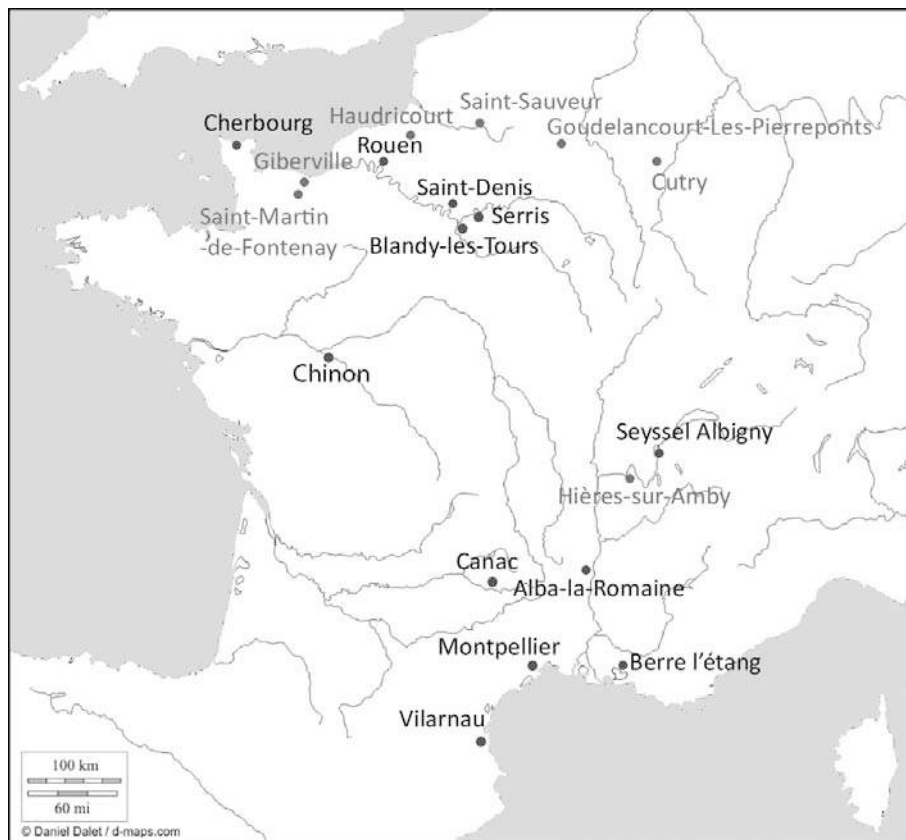 Saint-Sauveur
Haudricourt
Cherbourg
Goudelancourt-Les-Pierreponts
Rouen
Giberville
Cutry
Saint-Denis
Saint-Martin
-de-Fontenay
Serris
Blandy-les-Tours
Chinon
Seyssel Albigny
Hières-sur-Amby
Canac
Alba-la-Romaine
Montpellier
Berre l'étang
Vilarnau
100 km
60 mi
© Daniel Dalet / d-maps.com